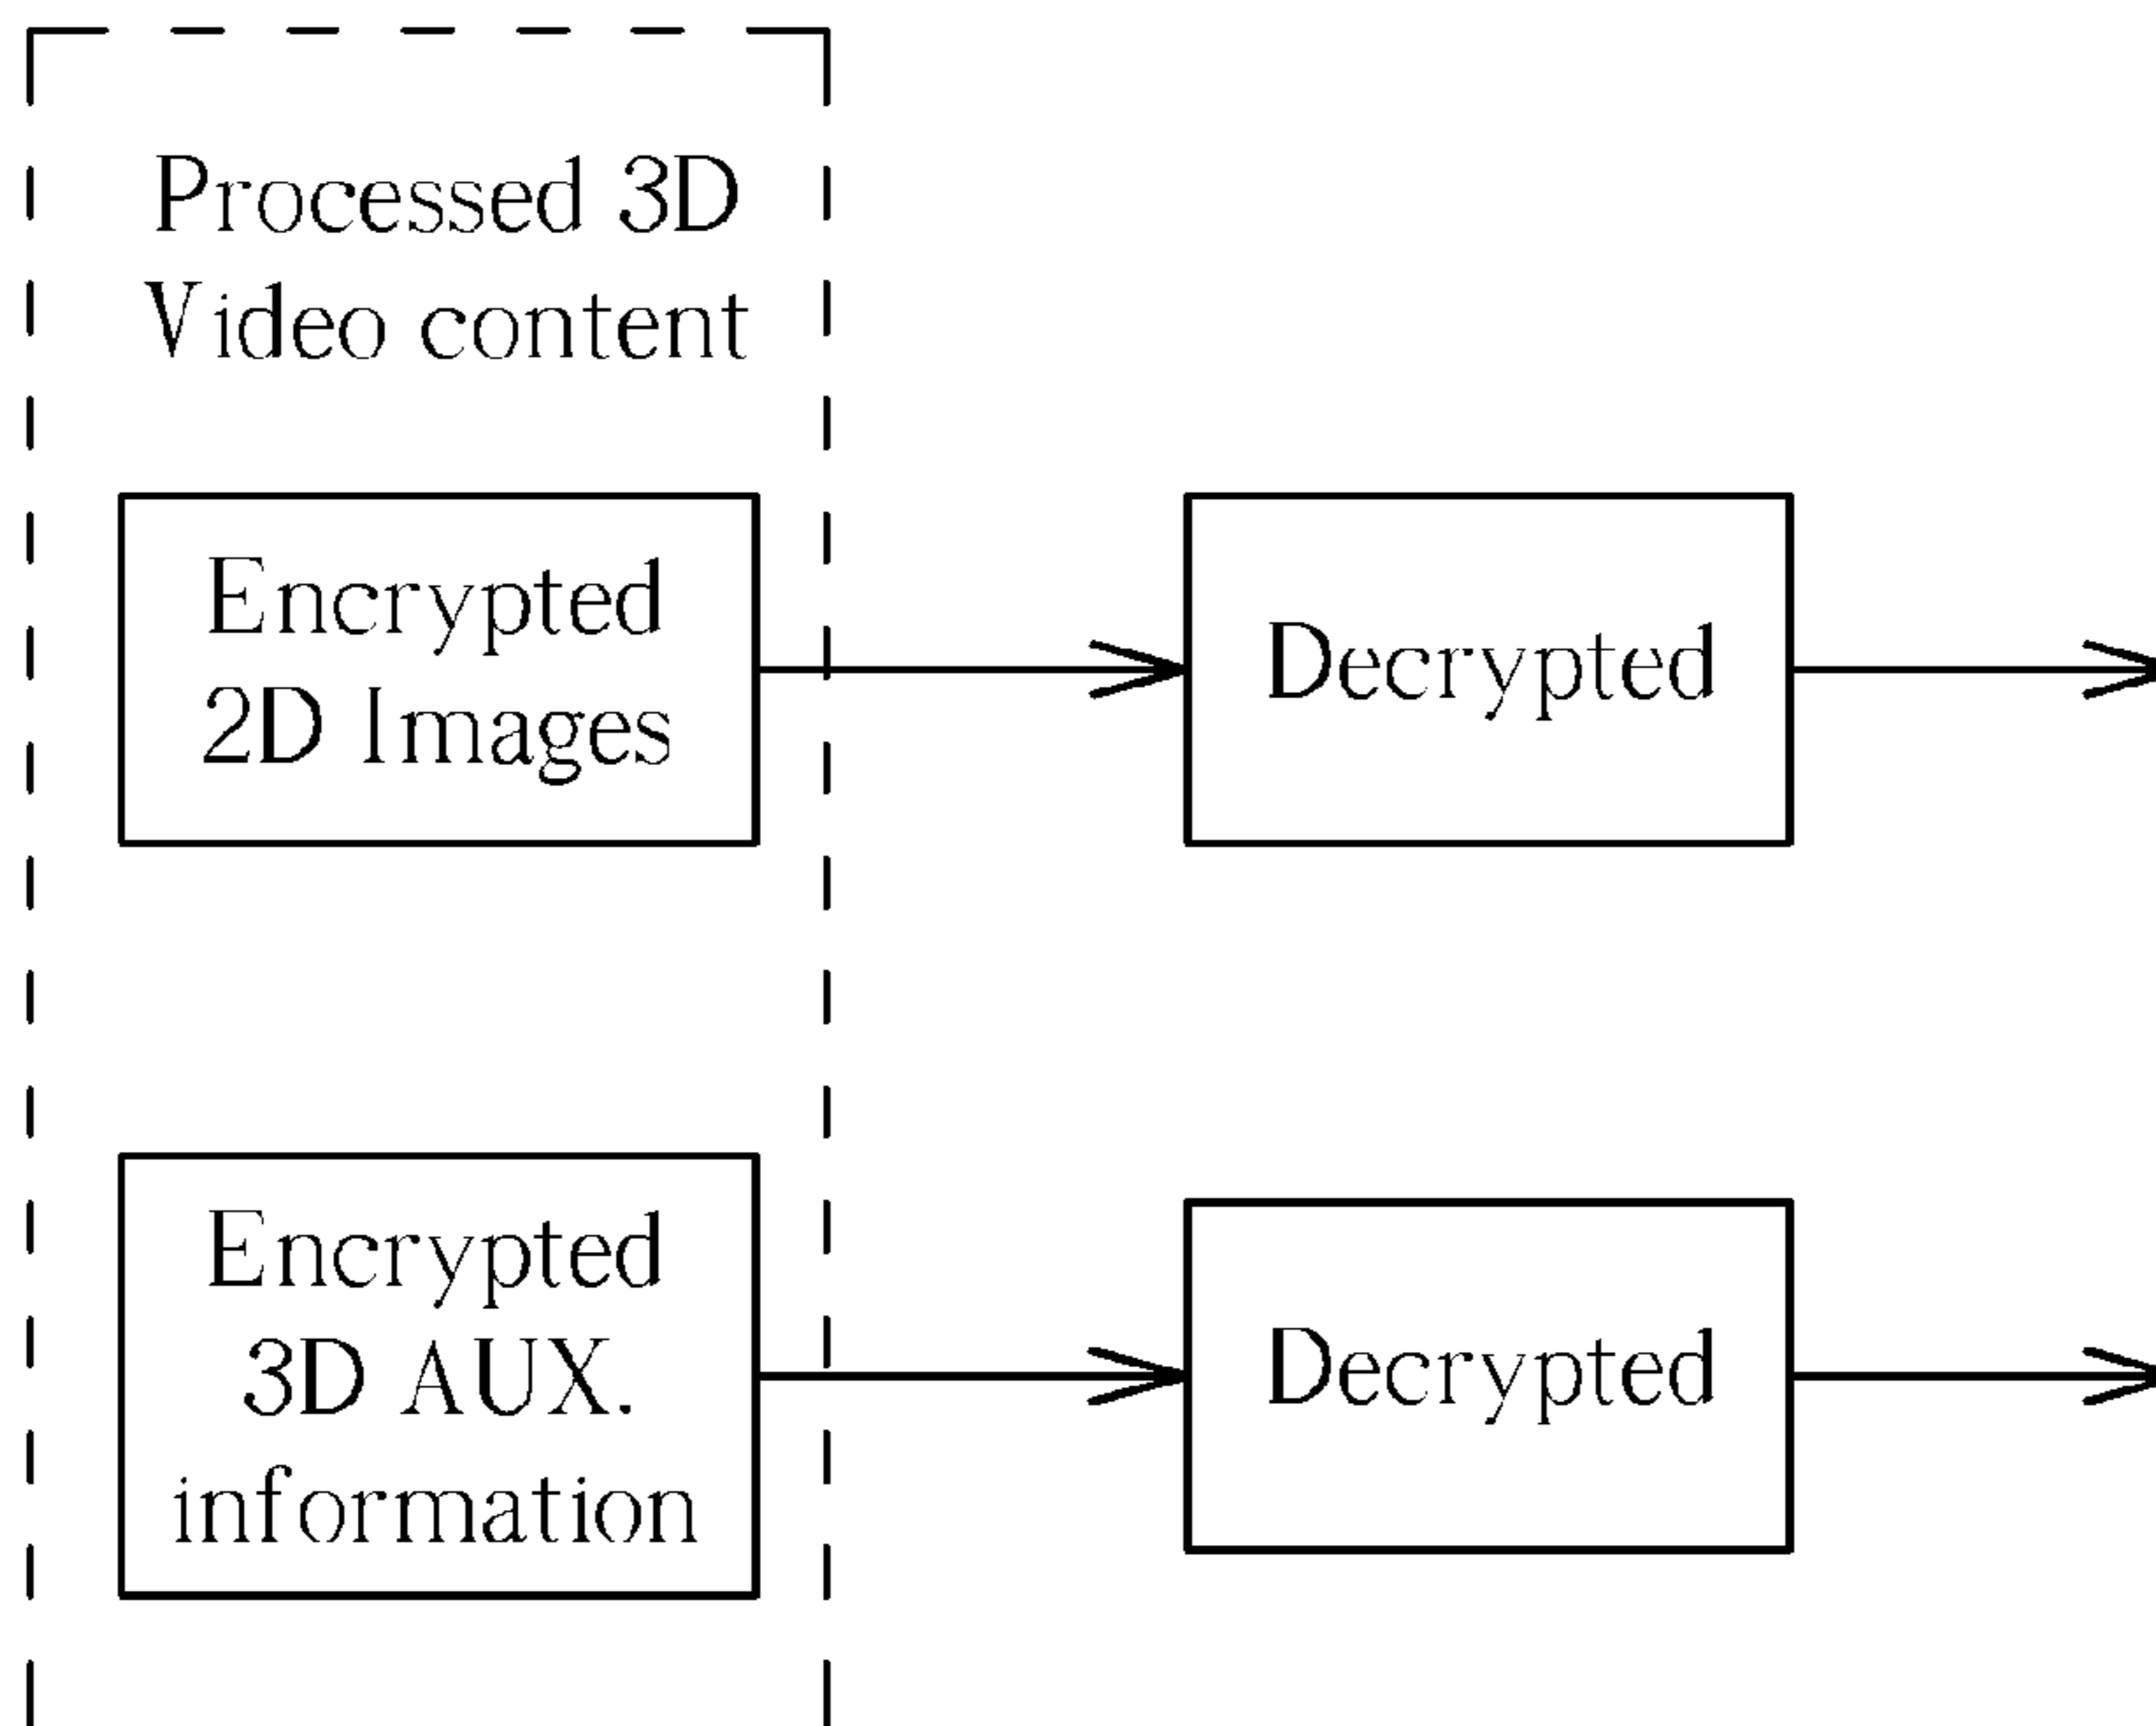 Processed 3D
Video content
Encrypted
2D Images
Decrypted
Encrypted
3D AUX.
information
Decrypted